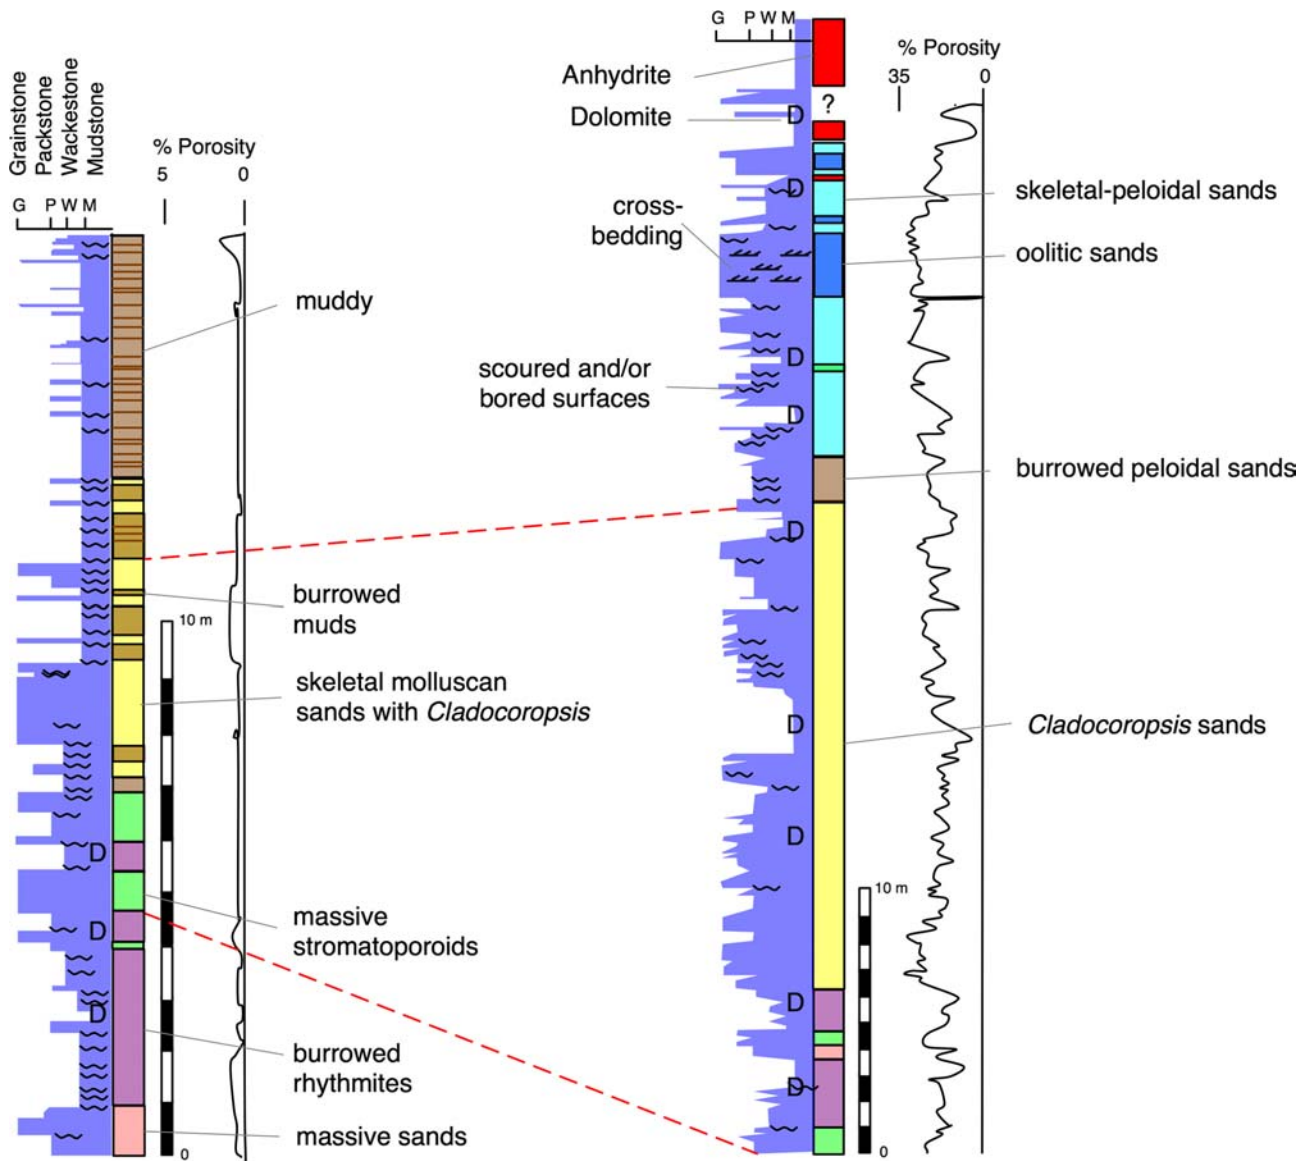 Grainstone
Packstone
Wackestone
Mudstone
G P W M
% Porosity
5 0
muddy
burrowed
muds
10 m
skeletal molluscan
sands with Cladocoropsis
D
massive
stromatoporoids
D
D
burrowed
rhythmites
massive sands
0
G P W M
% Porosity
35 0
Anhydrite
?
Dolomite D
D
skeletal-peloidal sands
cross-
bedding
oolitic sands
D
scoured and/or
bored surfaces
D
burrowed peloidal sands
D
D
Cladocoropsis sands
D
10 m
D
D
0